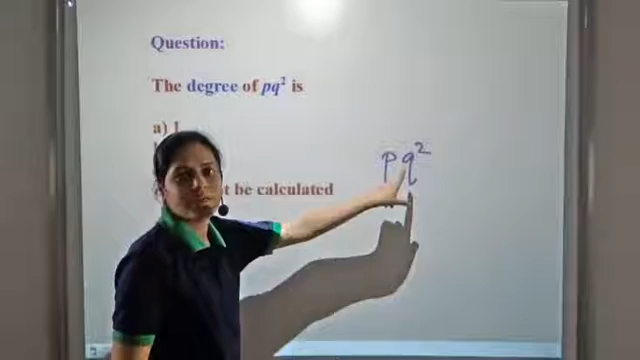 Question:
The degree of pq² is
a) 1
t be calculated
pq²